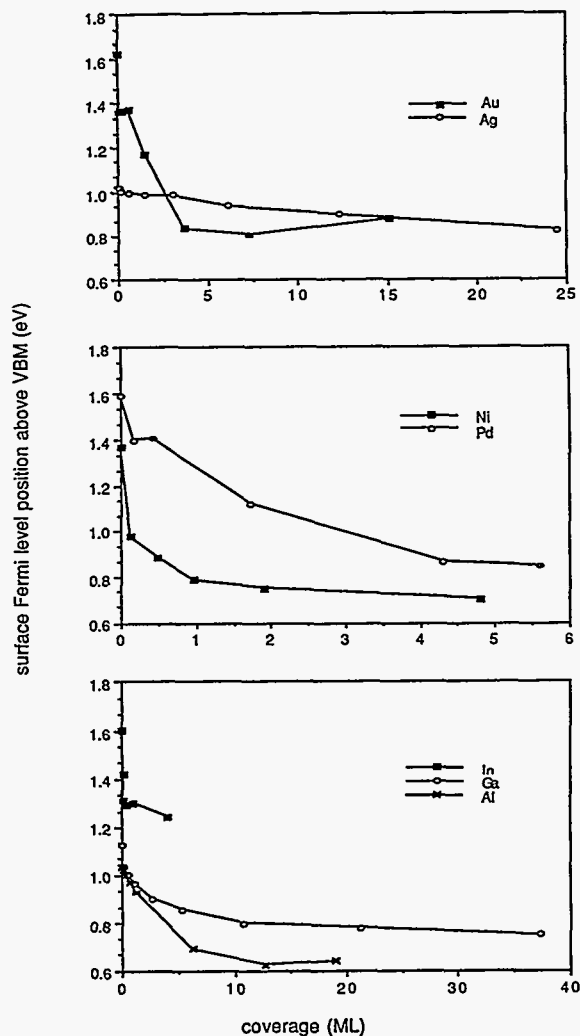 1.8
1.6
1.4
1.2
1.0
0.8
0.6
Au
Ag
0 5 10 15 20 25
surface Fermi level position above VBM (eV)
1.8
1.6
1.4
1.2
1.0
0.8
0.6
Ni
Pd
0 1 2 3 4 5 6
1.8
1.6
1.4
1.2
1.0
0.8
0.6
In
Ga
Al
0 10 20 30 40
coverage (ML)